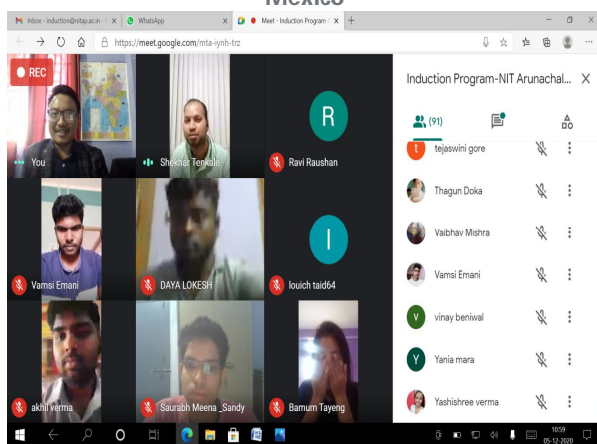 Mexico
Inbox - induction@nitap.ac.in -
WhatsApp
Meet - Induction Program-
https://meet.google.com/mta-iynh-trz
REC
Induction Program-NIT Arunachal...
(91)
You
Shekhar Tenkale
R
Ravi Raushan
Vamsi Emani
DAYA LOKESH
l
louich taid64
akhil verma
Saurabh Meena _Sandy
Bamum Tayeng
t
tejaswini gore
Thagun Doka
Vaibhav Mishra
Vamsi Emani
V
vinay beniwal
Y
Yania mara
Yashishree verma
10:59
05-12-2020